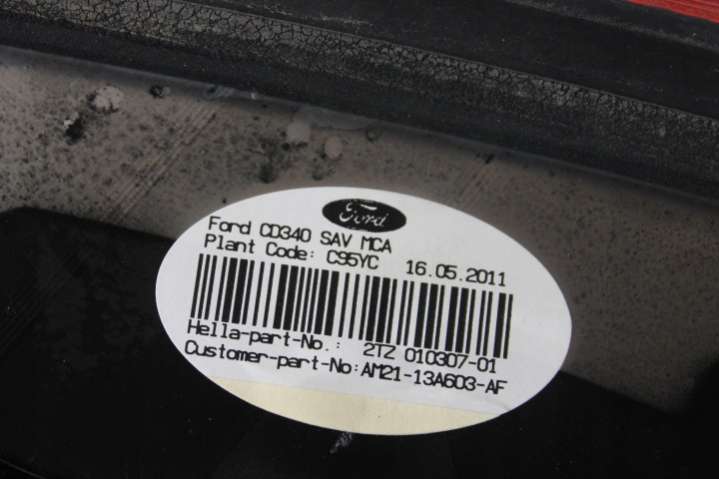 Ford
Ford CD340 SAV MCA
Plant Code: C95YC 16.05.2011
Hella-part-No.: 2TZ 010307-01
Customer-part-No:AM21-13A603-AF